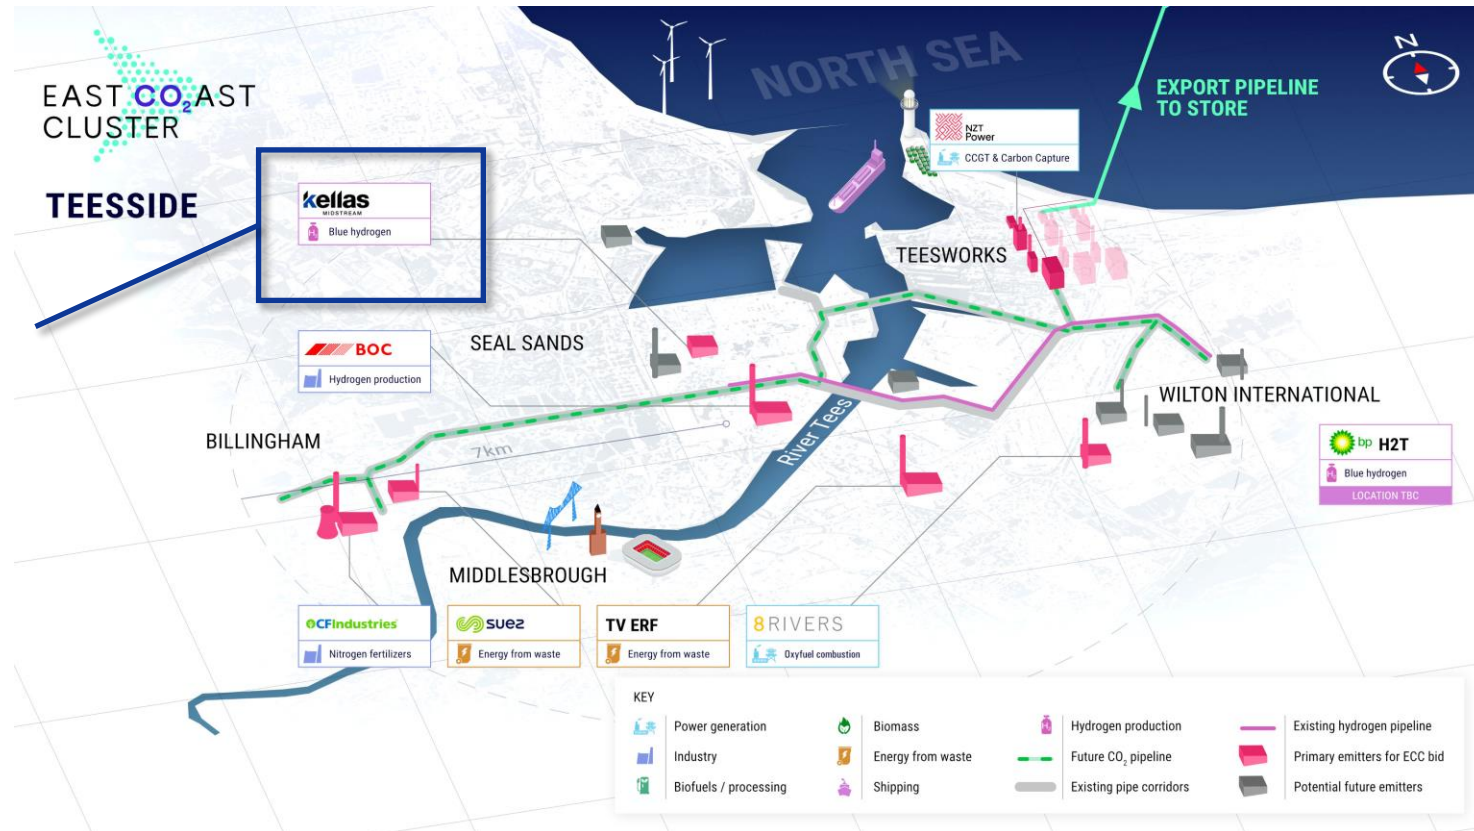 EAST CO₂AST
CLUSTER
TEESSIDE
NORTH SEA
N
EXPORT PIPELINE
TO STORE
NZT
Power
CCGT & Carbon Capture
kellas
MIDSTREAM
H₂ Blue hydrogen
TEESWORKS
SEAL SANDS
BOC
Hydrogen production
WILTON INTERNATIONAL
BILLINGHAM
7km
River Tees
bp H2T
H₂ Blue hydrogen
LOCATION TBC
MIDDLESBROUGH
CFIndustries
Nitrogen fertilizers
suez
Energy from waste
TV ERF
Energy from waste
8RIVERS
Oxyfuel combustion
KEY
Power generation
Industry
Biofuels / processing
Biomass
Energy from waste
Shipping
H₂ Hydrogen production
Future CO₂ pipeline
Existing pipe corridors
Existing hydrogen pipeline
Primary emitters for ECC bid
Potential future emitters